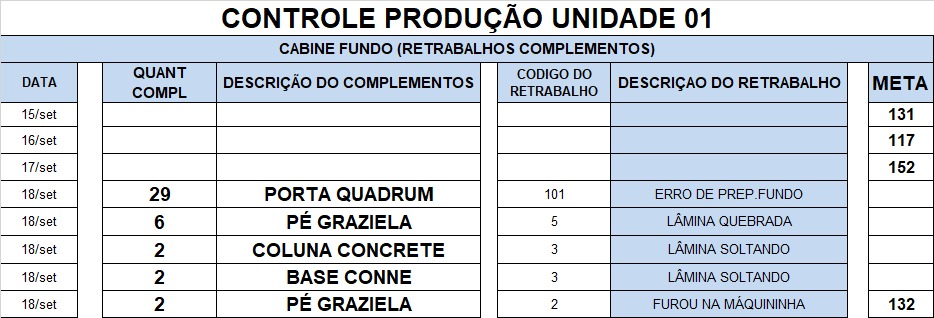 CONTROLE PRODUÇÃO UNIDADE 01
CABINE FUNDO (RETRABALHOS COMPLEMENTOS)
DATA QUANT COMPL DESCRIÇÃO DO COMPLEMENTOS CODIGO DO RETRABALHO DESCRIÇAO DO RETRABALHO META
15/set 131
16/set 117
17/set 152
18/set 29 PORTA QUADRUM 101 ERRO DE PREP.FUNDO
18/set 6 PÉ GRAZIELA 5 LÂMINA QUEBRADA
18/set 2 COLUNA CONCRETE 3 LÂMINA SOLTANDO
18/set 2 BASE CONNE 3 LÂMINA SOLTANDO
18/set 2 PÉ GRAZIELA 2 FUROU NA MÁQUININHA 132